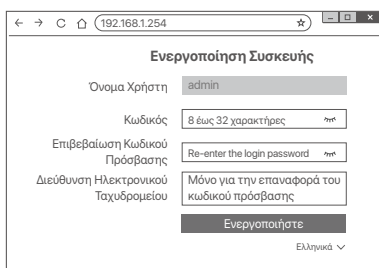 192.168.1.254
Ενεργοποίηση Συσκευής
Όνομα Χρήστη
admin
Κωδικός
8 έως 32 χαρακτήρες
Επιβεβαίωση Κωδικού
Πρόσβασης
Re-enter the login password
Διεύθυνση Ηλεκτρονικού
Ταχυδρομείου
Μόνο για την επαναφορά του
κωδικού πρόσβασης
Ενεργοποιήστε
Ελληνικά